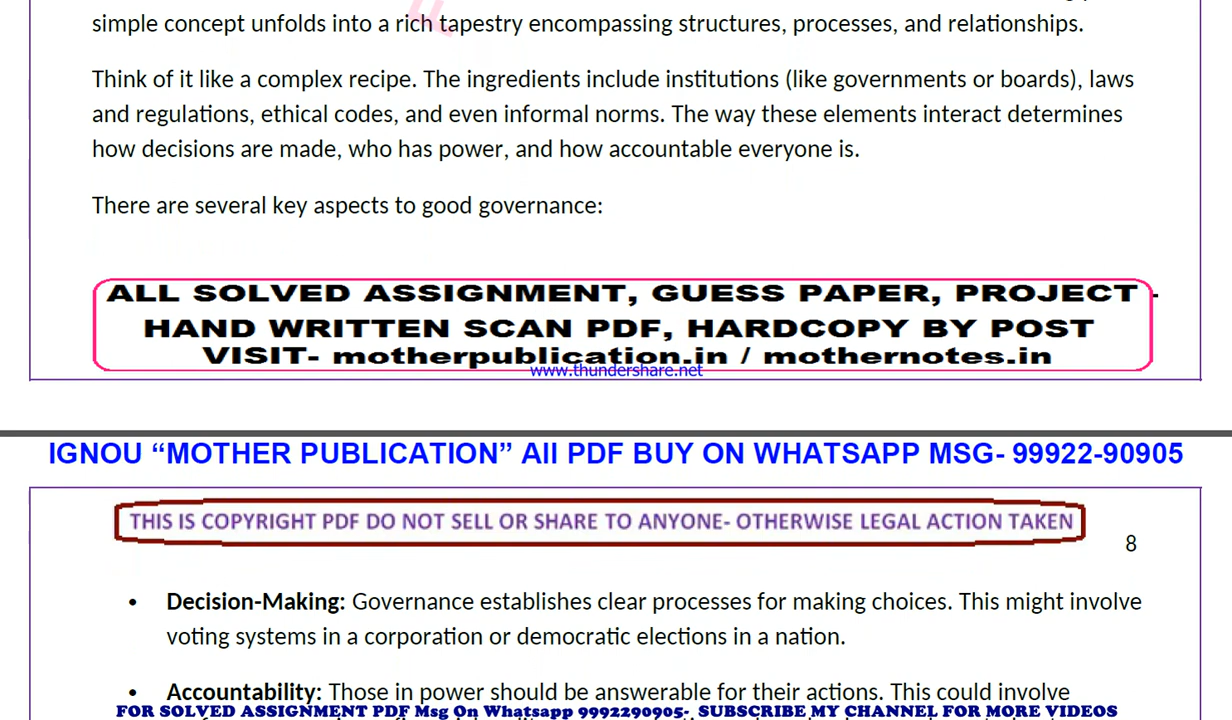 simple concept unfolds into a rich tapestry encompassing structures, processes, and relationships.
Think of it like a complex recipe. The ingredients include institutions (like governments or boards), laws
and regulations, ethical codes, and even informal norms. The way these elements interact determines
how decisions are made, who has power, and how accountable everyone is.
There are several key aspects to good governance:
ALL SOLVED ASSIGNMENT, GUESS PAPER, PROJECT -
HAND WRITTEN SCAN PDF, HARDCOPY BY POST
VISIT- motherpublication.in / mothernotes.in
www.thundershare.net
IGNOU “MOTHER PUBLICATION” All PDF BUY ON WHATSAPP MSG- 99922-90905
THIS IS COPYRIGHT PDF DO NOT SELL OR SHARE TO ANYONE- OTHERWISE LEGAL ACTION TAKEN
8
• Decision-Making: Governance establishes clear processes for making choices. This might involve
voting systems in a corporation or democratic elections in a nation.
• Accountability: Those in power should be answerable for their actions. This could involve
FOR SOLVED ASSIGNMENT PDF Msg On Whatsapp 9992290905-, SUBSCRIBE MY CHANNEL FOR MORE VIDEOS